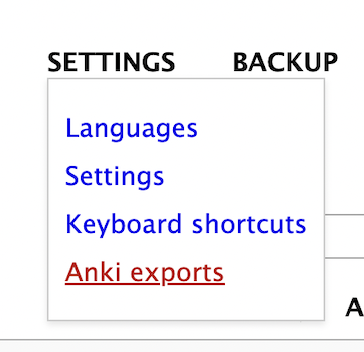 SETTINGS BACKUP
Languages
Settings
Keyboard shortcuts
Anki exports
A